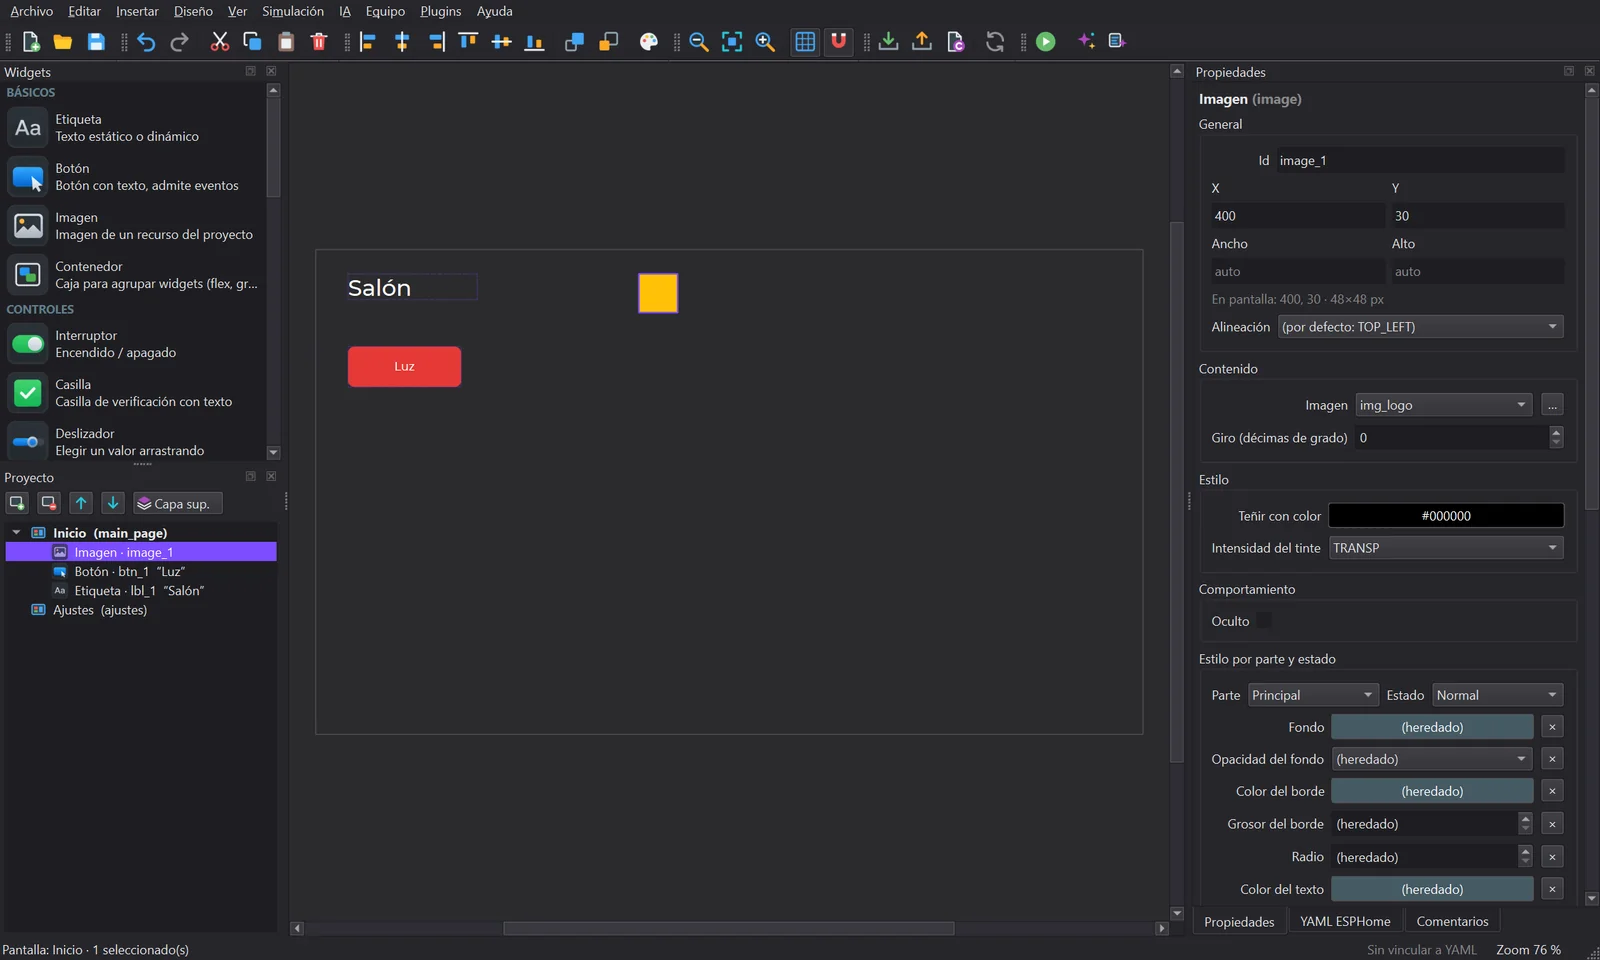 Archivo Editar Insertar Diseño Ver Simulación IA Equipo Plugins Ayuda
Widgets
BÁSICOS
Aa
Etiqueta
Texto estático o dinámico
Botón
Botón con texto, admite eventos
Imagen
Imagen de un recurso del proyecto
Contenedor
Caja para agrupar widgets (flex, gr...
CONTROLES
Interruptor
Encendido / apagado
Casilla
Casilla de verificación con texto
Deslizador
Elegir un valor arrastrando
Proyecto
Capa sup.
Inicio (main_page)
Imagen · image_1
Botón · btn_1 “Luz”
Aa Etiqueta · lbl_1 “Salón”
Ajustes (ajustes)
Salón
Luz
Propiedades
Imagen (image)
General
Id image_1
X Y
400 30
Ancho Alto
auto auto
En pantalla: 400, 30 · 48×48 px
Alineación (por defecto: TOP_LEFT)
Contenido
Imagen img_logo ...
Giro (décimas de grado) 0
Estilo
Teñir con color #000000
Intensidad del tinte TRANSP
Comportamiento
Oculto
Estilo por parte y estado
Parte Principal Estado Normal
Fondo (heredado) ×
Opacidad del fondo (heredado) ×
Color del borde (heredado) ×
Grosor del borde (heredado) ×
Radio (heredado) ×
Color del texto (heredado) ×
Propiedades YAML ESPHome Comentarios
Pantalla: Inicio · 1 seleccionado(s)
Sin vincular a YAML Zoom 76 %